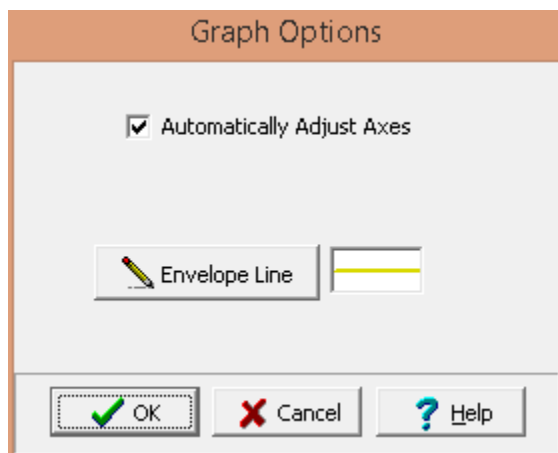 Graph Options
Automatically Adjust Axes
Envelope Line
OK Cancel Help